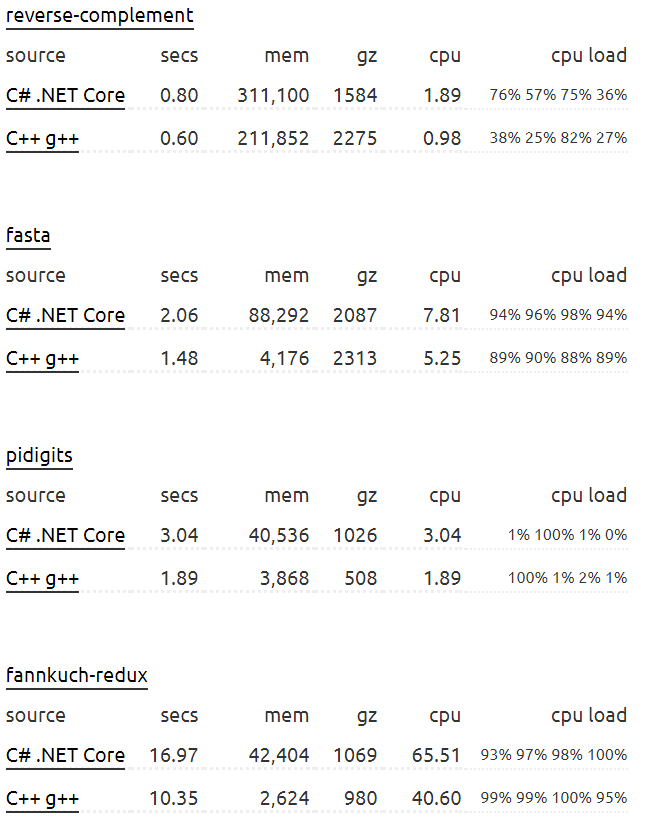 reverse-complement
source secs mem gz cpu cpu load
C# .NET Core 0.80 311,100 1584 1.89 76% 57% 75% 36%
C++ g++ 0.60 211,852 2275 0.98 38% 25% 82% 27%
fasta
source secs mem gz cpu cpu load
C# .NET Core 2.06 88,292 2087 7.81 94% 96% 98% 94%
C++ g++ 1.48 4,176 2313 5.25 89% 90% 88% 89%
pidigits
source secs mem gz cpu cpu load
C# .NET Core 3.04 40,536 1026 3.04 1% 100% 1% 0%
C++ g++ 1.89 3,868 508 1.89 100% 1% 2% 1%
fannkuch-redux
source secs mem gz cpu cpu load
C# .NET Core 16.97 42,404 1069 65.51 93% 97% 98% 100%
C++ g++ 10.35 2,624 980 40.60 99% 99% 100% 95%